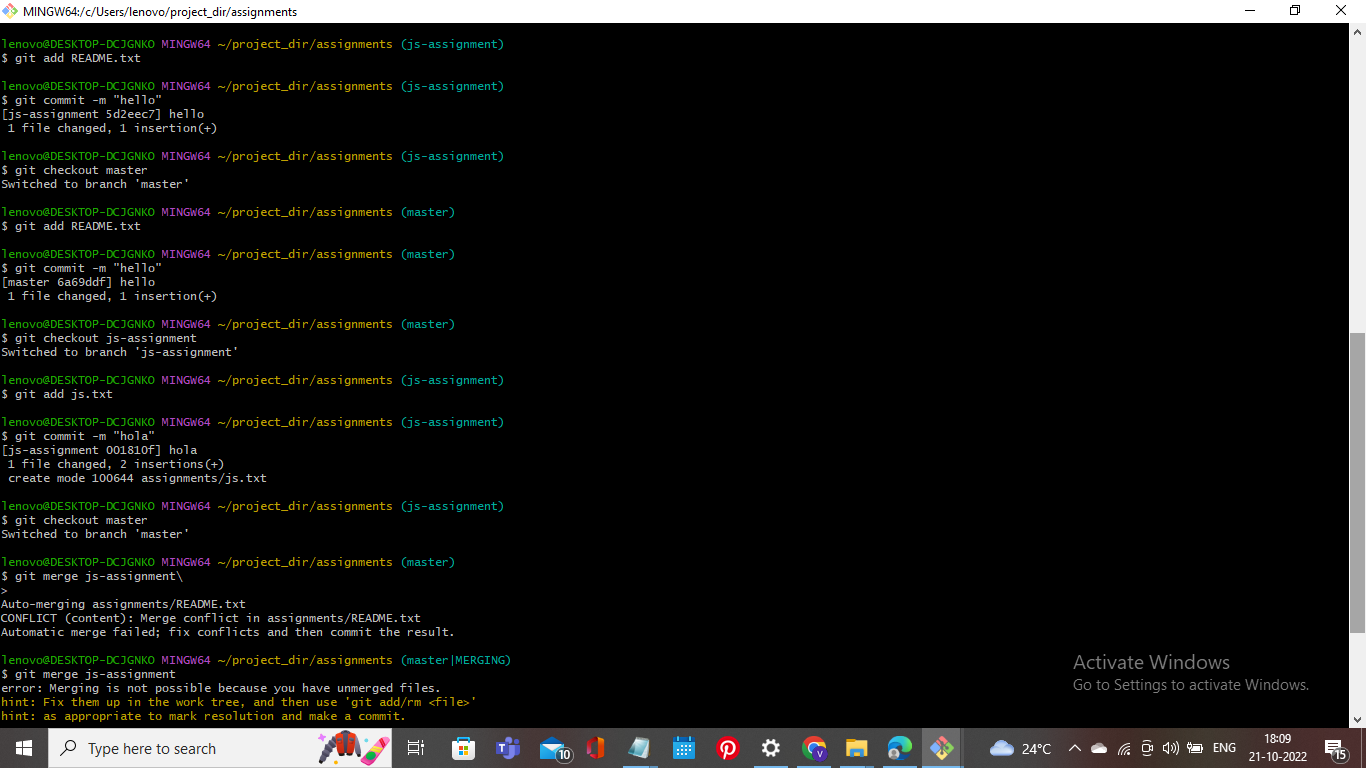 MINGW64:/c/Users/lenovo/project_dir/assignments
lenovo@DESKTOP-DCJGNKO MINGW64 ~/project_dir/assignments (js-assignment)
$ git add README.txt
lenovo@DESKTOP-DCJGNKO MINGW64 ~/project_dir/assignments (js-assignment)
$ git commit -m "hello"
[js-assignment 5d2eec7] hello
1 file changed, 1 insertion(+)
lenovo@DESKTOP-DCJGNKO MINGW64 ~/project_dir/assignments (js-assignment)
$ git checkout master
Switched to branch 'master'
lenovo@DESKTOP-DCJGNKO MINGW64 ~/project_dir/assignments (master)
$ git add README.txt
lenovo@DESKTOP-DCJGNKO MINGW64 ~/project_dir/assignments (master)
$ git commit -m "hello"
[master 6a69ddf] hello
1 file changed, 1 insertion(+)
lenovo@DESKTOP-DCJGNKO MINGW64 ~/project_dir/assignments (master)
$ git checkout js-assignment
Switched to branch 'js-assignment'
lenovo@DESKTOP-DCJGNKO MINGW64 ~/project_dir/assignments (js-assignment)
$ git add js.txt
lenovo@DESKTOP-DCJGNKO MINGW64 ~/project_dir/assignments (js-assignment)
$ git commit -m "hola"
[js-assignment 001810f] hola
1 file changed, 2 insertions(+)
create mode 100644 assignments/js.txt
lenovo@DESKTOP-DCJGNKO MINGW64 ~/project_dir/assignments (js-assignment)
$ git checkout master
Switched to branch 'master'
lenovo@DESKTOP-DCJGNKO MINGW64 ~/project_dir/assignments (master)
$ git merge js-assignment\
>
Auto-merging assignments/README.txt
CONFLICT (content): Merge conflict in assignments/README.txt
Automatic merge failed; fix conflicts and then commit the result.
lenovo@DESKTOP-DCJGNKO MINGW64 ~/project_dir/assignments (master|MERGING)
$ git merge js-assignment
error: Merging is not possible because you have unmerged files.
hint: Fix them up in the work tree, and then use 'git add/rm <file>'
hint: as appropriate to mark resolution and make a commit.
Activate Windows
Go to Settings to activate Windows.
Type here to search
10
V
24°C
ENG
18:09
21-10-2022
15